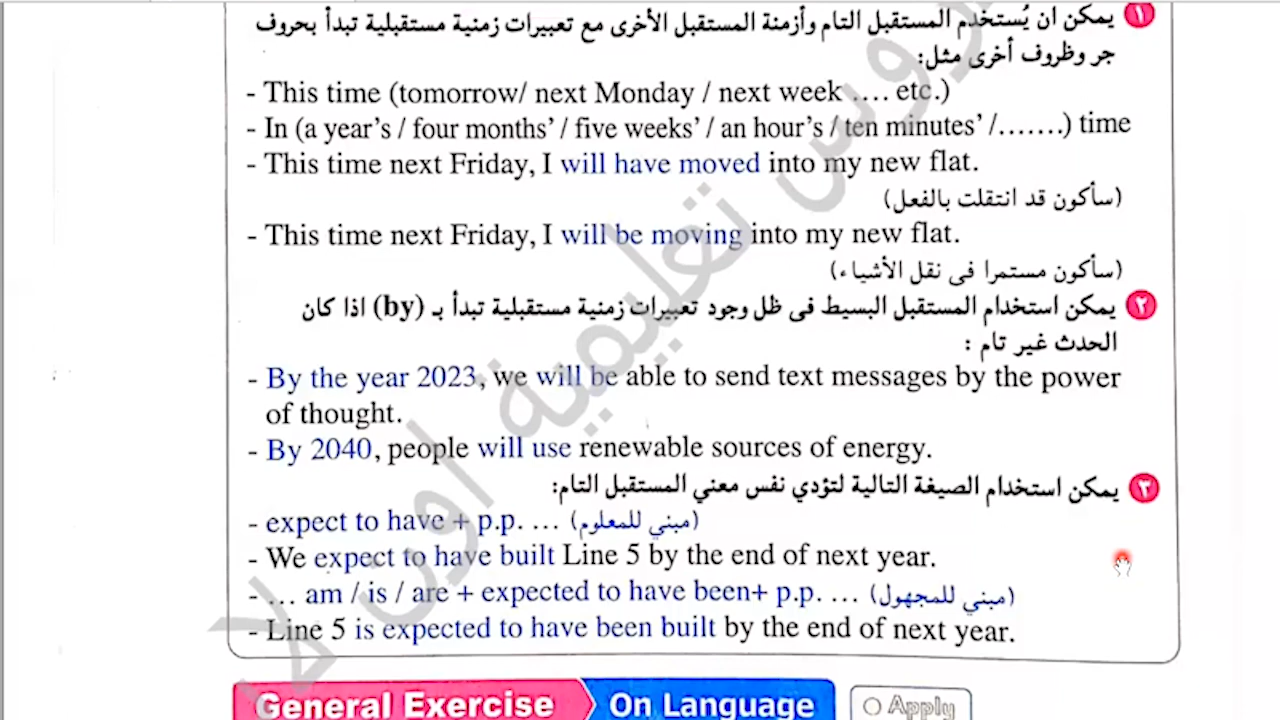 ١ يمكن أن يُستخدم المستقبل التام وأزمنة المستقبل الأخرى مع تعبيرات زمنية مستقبلية تبدأ بحروف
جر وظروف أخرى مثل:
- This time (tomorrow/ next Monday / next week .... etc.)
- In (a year's / four months' / five weeks' / an hour's / ten minutes' /.......) time
- This time next Friday, I will have moved into my new flat.
(سأكون قد انتقلت بالفعل)
- This time next Friday, I will be moving into my new flat.
(سأكون مستمرا فى نقل الأشياء)
٢ يمكن استخدام المستقبل البسيط فى ظل وجود تعبيرات زمنية مستقبلية تبدأ بـ (by) اذا كان
الحدث غير تام :
- By the year 2023, we will be able to send text messages by the power
of thought.
- By 2040, people will use renewable sources of energy.
٣ يمكن استخدام الصيغة التالية لتؤدي نفس معني المستقبل التام:
- expect to have + p.p. ... (مبني للمعلوم)
- We expect to have built Line 5 by the end of next year.
- ... am / is / are + expected to have been+ p.p. ... (مبني للمجهول)
- Line 5 is expected to have been built by the end of next year.
General Exercise On Language Apply
دروس تعليمية اون لاين